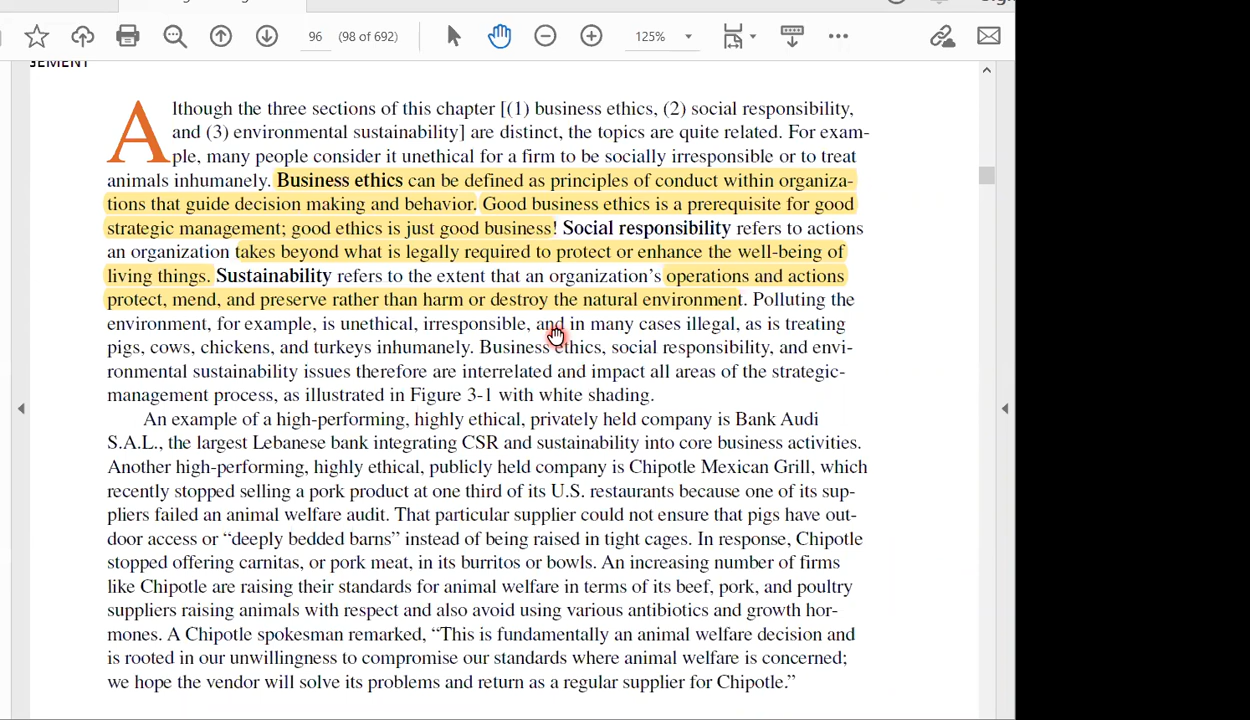 96 (98 of 692) 125%
Although the three sections of this chapter [(1) business ethics, (2) social responsibility,
and (3) environmental sustainability] are distinct, the topics are quite related. For exam-
ple, many people consider it unethical for a firm to be socially irresponsible or to treat
animals inhumanely. Business ethics can be defined as principles of conduct within organiza-
tions that guide decision making and behavior. Good business ethics is a prerequisite for good
strategic management; good ethics is just good business! Social responsibility refers to actions
an organization takes beyond what is legally required to protect or enhance the well-being of
living things. Sustainability refers to the extent that an organization's operations and actions
protect, mend, and preserve rather than harm or destroy the natural environment. Polluting the
environment, for example, is unethical, irresponsible, and in many cases illegal, as is treating
pigs, cows, chickens, and turkeys inhumanely. Business ethics, social responsibility, and envi-
ronmental sustainability issues therefore are interrelated and impact all areas of the strategic-
management process, as illustrated in Figure 3-1 with white shading.
An example of a high-performing, highly ethical, privately held company is Bank Audi
S.A.L., the largest Lebanese bank integrating CSR and sustainability into core business activities.
Another high-performing, highly ethical, publicly held company is Chipotle Mexican Grill, which
recently stopped selling a pork product at one third of its U.S. restaurants because one of its sup-
pliers failed an animal welfare audit. That particular supplier could not ensure that pigs have out-
door access or “deeply bedded barns” instead of being raised in tight cages. In response, Chipotle
stopped offering carnitas, or pork meat, in its burritos or bowls. An increasing number of firms
like Chipotle are raising their standards for animal welfare in terms of its beef, pork, and poultry
suppliers raising animals with respect and also avoid using various antibiotics and growth hor-
mones. A Chipotle spokesman remarked, “This is fundamentally an animal welfare decision and
is rooted in our unwillingness to compromise our standards where animal welfare is concerned;
we hope the vendor will solve its problems and return as a regular supplier for Chipotle.”